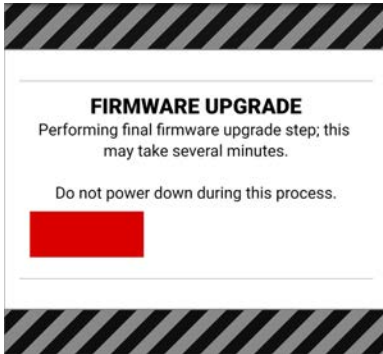 FIRMWARE UPGRADE
Performing final firmware upgrade step; this
may take several minutes.
Do not power down during this process.